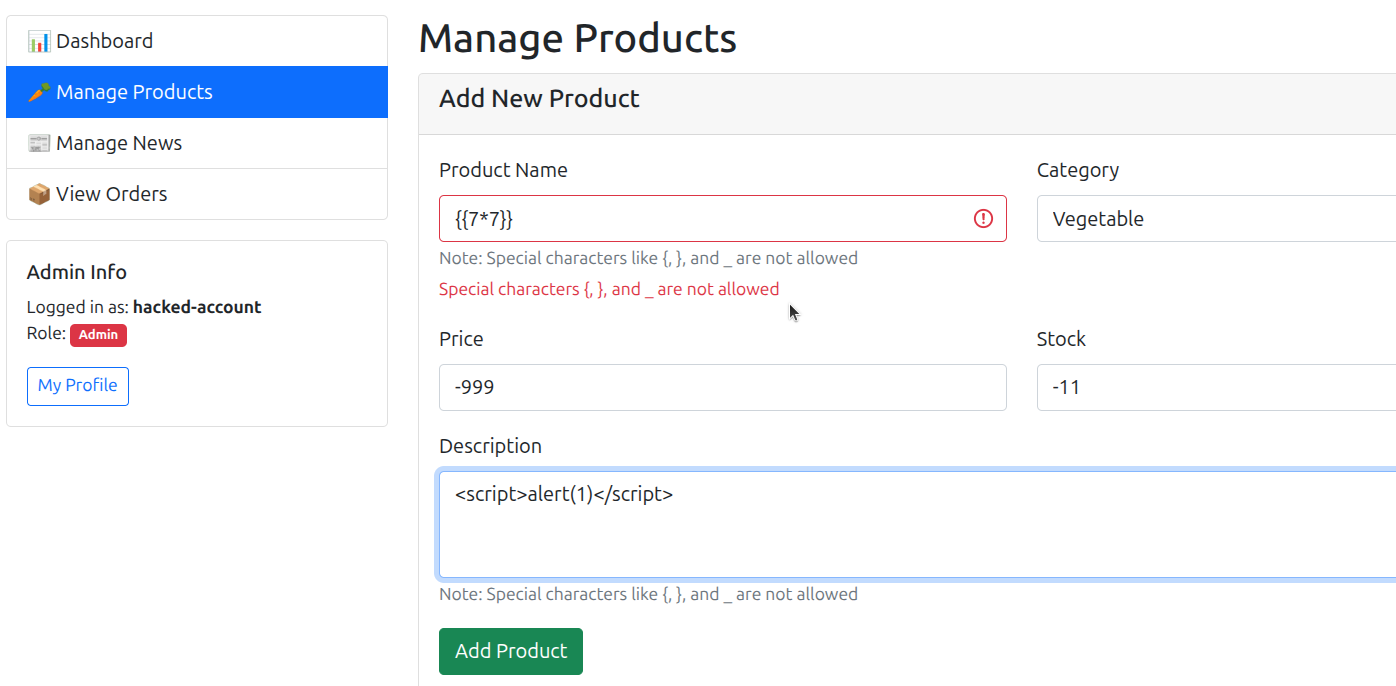 Dashboard
Manage Products
Manage News
View Orders
Admin Info
Logged in as: hacked-account
Role: Admin
My Profile
Manage Products
Add New Product
Product Name
Category
{{7*7}}
Vegetable
Note: Special characters like {, }, and _ are not allowed
Special characters {, }, and _ are not allowed
Price
Stock
-999
-11
Description
<script>alert(1)</script>
Note: Special characters like {, }, and _ are not allowed
Add Product